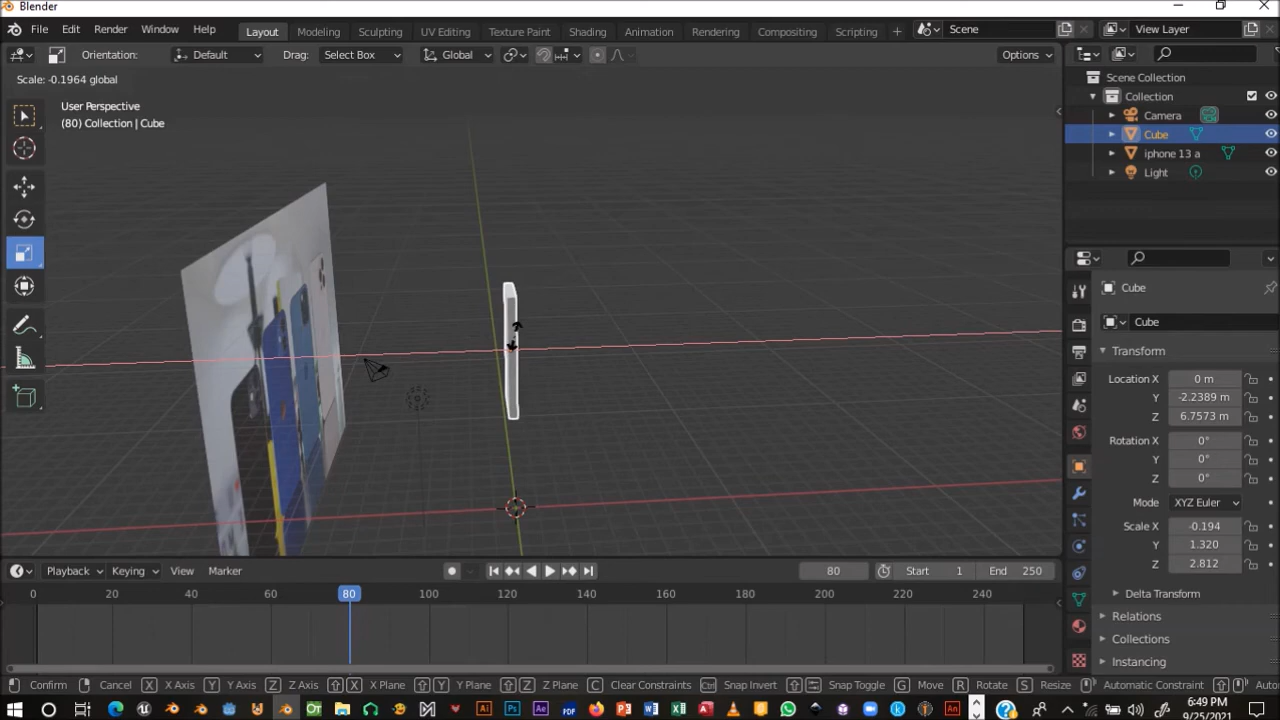 Blender
File Edit Render Window Help Layout Modeling Sculpting UV Editing Texture Paint Shading Animation Rendering Compositing Scripting + Scene View Layer
Orientation: Default Drag: Select Box Global Options
Scale: -0.1964 global
User Perspective
(80) Collection | Cube
Scene Collection
Collection
Camera
Cube
iphone 13 a
Light
Cube
Cube
Transform
Location X 0 m
Y -2.2389 m
Z 6.7573 m
Rotation X 0°
Y 0°
Z 0°
Mode XYZ Euler
Scale X -0.194
Y 1.320
Z 2.812
Delta Transform
Relations
Collections
Instancing
Playback Keying View Marker 80 Start 1 End 250
0 20 40 60 80 100 120 140 160 180 200 220 240
Confirm Cancel X X Axis Y Y Axis Z Z Axis X X Plane Y Y Plane Z Z Plane C Clear Constraints Ctrl Snap Invert Snap Toggle G Move R Rotate S Resize Automatic Constraint Auto
6:49 PM
9/25/2021